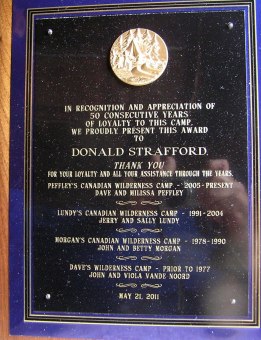 IN RECOGNITION AND APPRECIATION OF
50 CONSECUTIVE YEARS
OF LOYALTY TO THIS CAMP.
WE PROUDLY PRESENT THIS AWARD
TO
DONALD STRAFFORD
THANK YOU
FOR YOUR LOYALTY AND ALL YOUR ASSISTANCE THROUGH THE YEARS.
PEFFLEY'S CANADIAN WILDERNESS CAMP - 2005-PRESENT
DAVE AND MILISSA PEFFLEY
LUNDY'S CANADIAN WILDERNESS CAMP - 1991-2004
JERRY AND SALLY LUNDY
MORGAN'S CANADIAN WILDERNESS CAMP - 1978-1990
JOHN AND BETTY MORGAN
DAVE'S WILDERNESS CAMP - PRIOR TO 1977
JOHN AND VIOLA VANDE NOORD
MAY 21, 2011